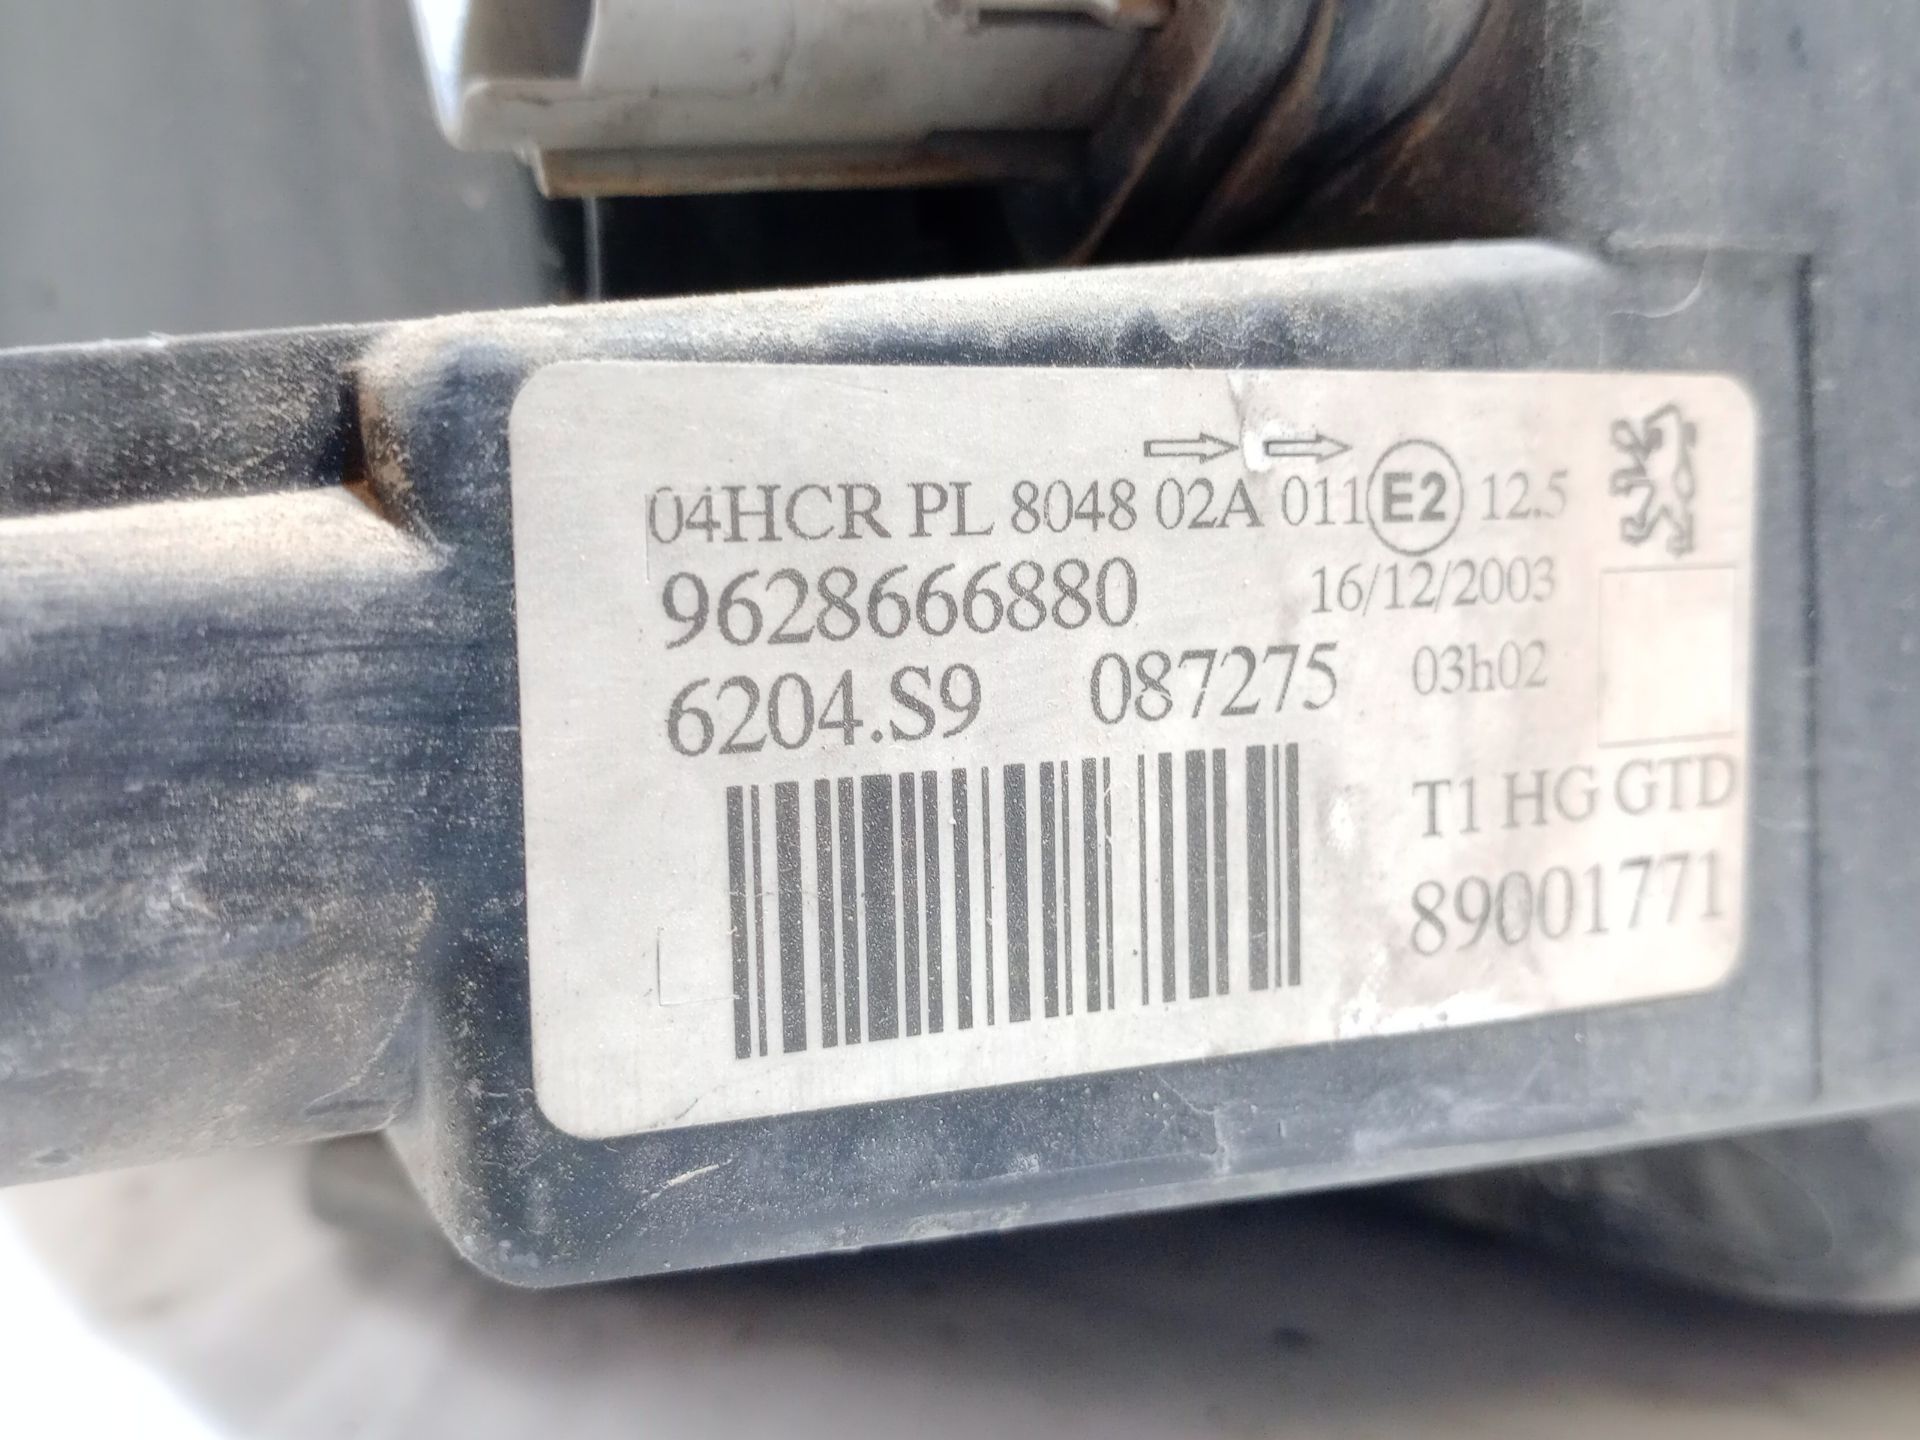 04HCR PL 8048 02A 011 E2 12.5
9628666880 16/12/2003
6204.S9 087275 03h02
T1 HG GTD
89001771